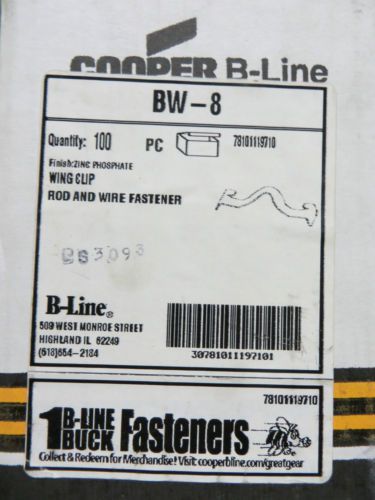 COOPER B-Line
BW-8
Quantity: 100 PC 78101119710
Finish:ZINC PHOSPHATE
WING CLIP
ROD AND WIRE FASTENER
BS3093
B-Line®
509 WEST MONROE STREET
HIGHLAND IL 62249
(618)654-2184
30781011197101
78101119710
1 B-LINE BUCK Fasteners
Collect & Redeem for Merchandise! Visit: cooperbline.com/greatgear